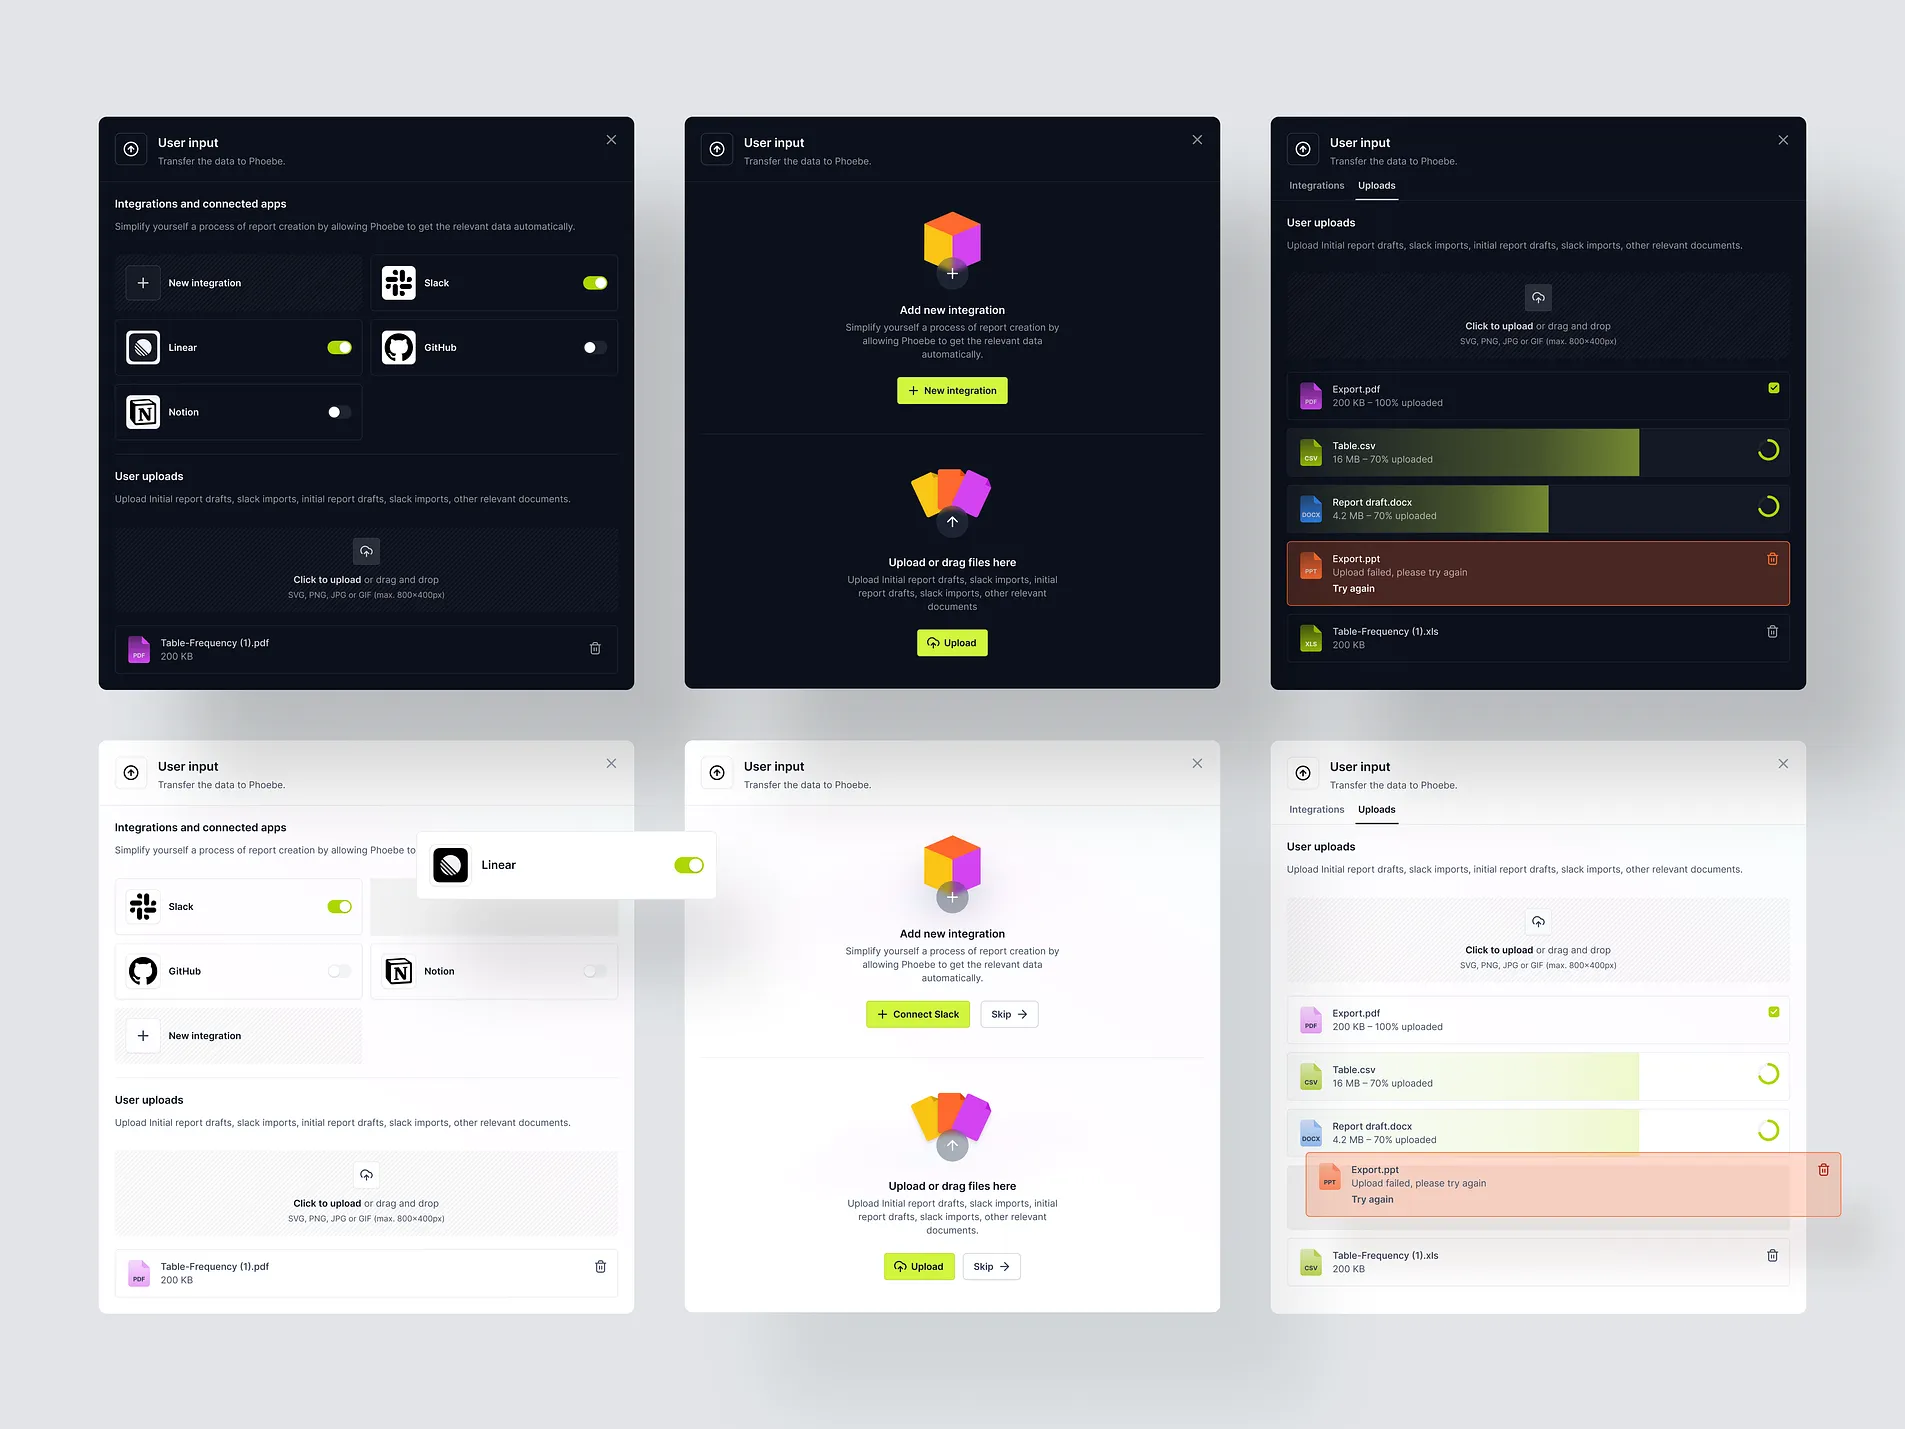 User input
Transfer the data to Phoebe.
Integrations and connected apps
Simplify yourself a process of report creation by allowing Phoebe to get the relevant data automatically.
New integration
Slack
Linear
GitHub
Notion
User uploads
Upload Initial report drafts, slack imports, initial report drafts, slack imports, other relevant documents.
Click to upload or drag and drop
SVG, PNG, JPG or GIF (max. 800×400px)
PDF
Table-Frequency (1).pdf
200 KB
User input
Transfer the data to Phoebe.
Add new integration
Simplify yourself a process of report creation by
allowing Phoebe to get the relevant data
automatically.
New integration
Upload or drag files here
Upload Initial report drafts, slack imports, initial
report drafts, slack imports, other relevant
documents
Upload
User input
Transfer the data to Phoebe.
Integrations Uploads
User uploads
Upload Initial report drafts, slack imports, initial report drafts, slack imports, other relevant documents.
Click to upload or drag and drop
SVG, PNG, JPG or GIF (max. 800×400px)
PDF
Export.pdf
200 KB – 100% uploaded
CSV
Table.csv
16 MB – 70% uploaded
DOCX
Report draft.docx
4.2 MB – 70% uploaded
PPT
Export.ppt
Upload failed, please try again
Try again
XLS
Table-Frequency (1).xls
200 KB
User input
Transfer the data to Phoebe.
Integrations and connected apps
Simplify yourself a process of report creation by allowing Phoebe to
Linear
Slack
GitHub
Notion
New integration
User uploads
Upload Initial report drafts, slack imports, initial report drafts, slack imports, other relevant documents.
Click to upload or drag and drop
SVG, PNG, JPG or GIF (max. 800×400px)
PDF
Table-Frequency (1).pdf
200 KB
User input
Transfer the data to Phoebe.
Add new integration
Simplify yourself a process of report creation by
allowing Phoebe to get the relevant data
automatically.
Connect Slack
Skip
Upload or drag files here
Upload Initial report drafts, slack imports, initial
report drafts, slack imports, other relevant
documents.
Upload
Skip
User input
Transfer the data to Phoebe.
Integrations Uploads
User uploads
Upload Initial report drafts, slack imports, initial report drafts, slack imports, other relevant documents.
Click to upload or drag and drop
SVG, PNG, JPG or GIF (max. 800×400px)
PDF
Export.pdf
200 KB – 100% uploaded
CSV
Table.csv
16 MB – 70% uploaded
DOCX
Report draft.docx
4.2 MB – 70% uploaded
PPT
Export.ppt
Upload failed, please try again
Try again
CSV
Table-Frequency (1).xls
200 KB